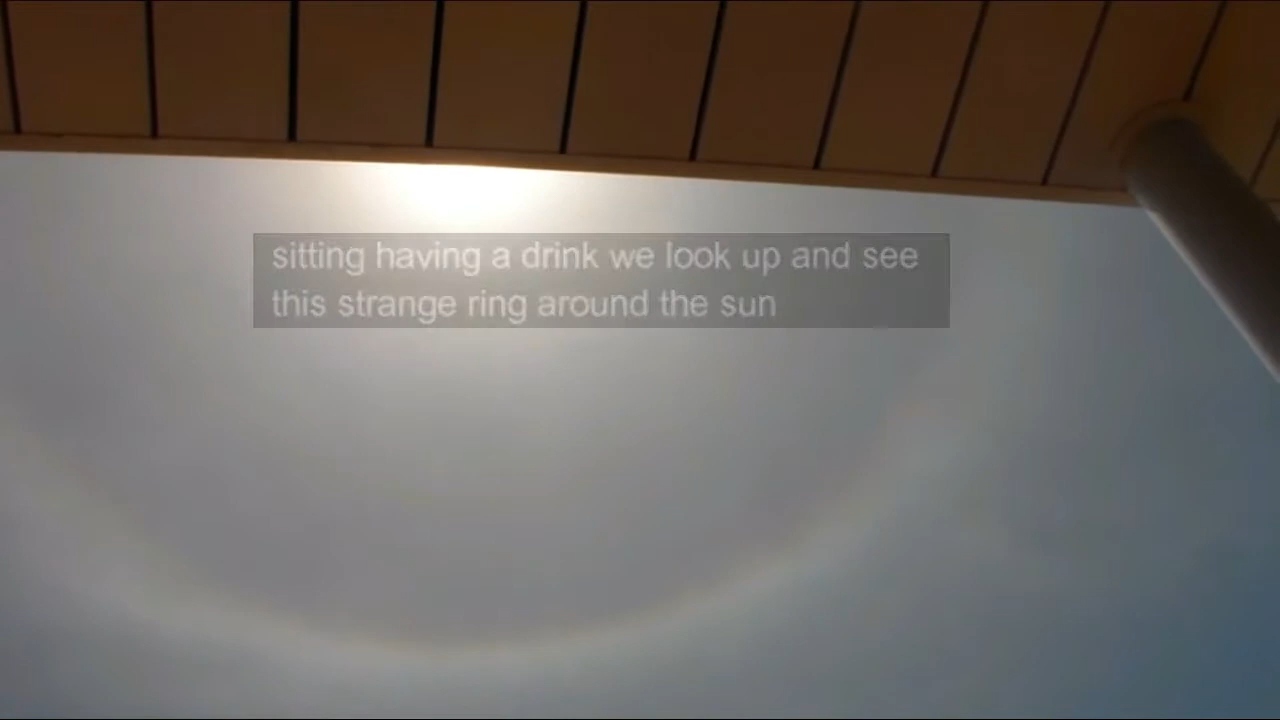 sitting having a drink we look up and see
this strange ring around the sun